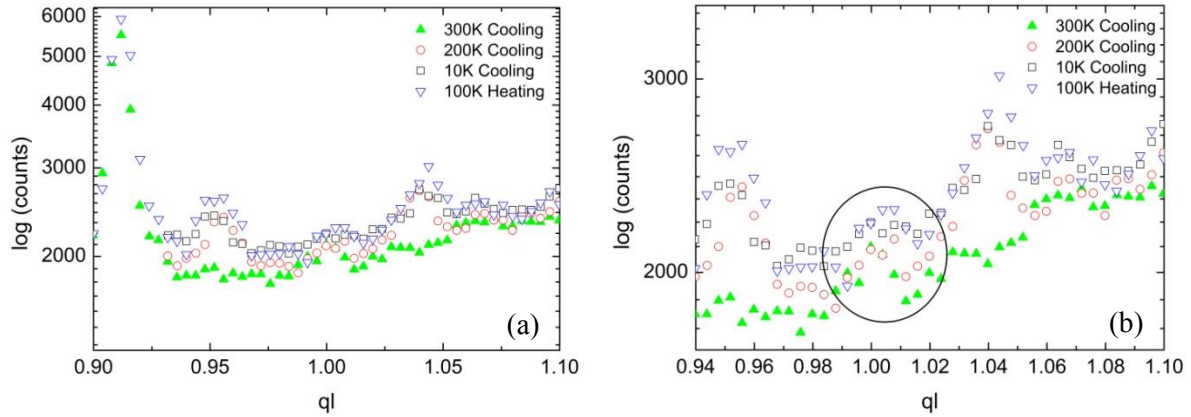 6000
5000
4000
3000
2000
log (counts)
300K Cooling
200K Cooling
10K Cooling
100K Heating
(a)
0.90 0.95 1.00 1.05 1.10
ql
3000
2000
log (counts)
300K Cooling
200K Cooling
10K Cooling
100K Heating
(b)
0.94 0.96 0.98 1.00 1.02 1.04 1.06 1.08 1.10
ql